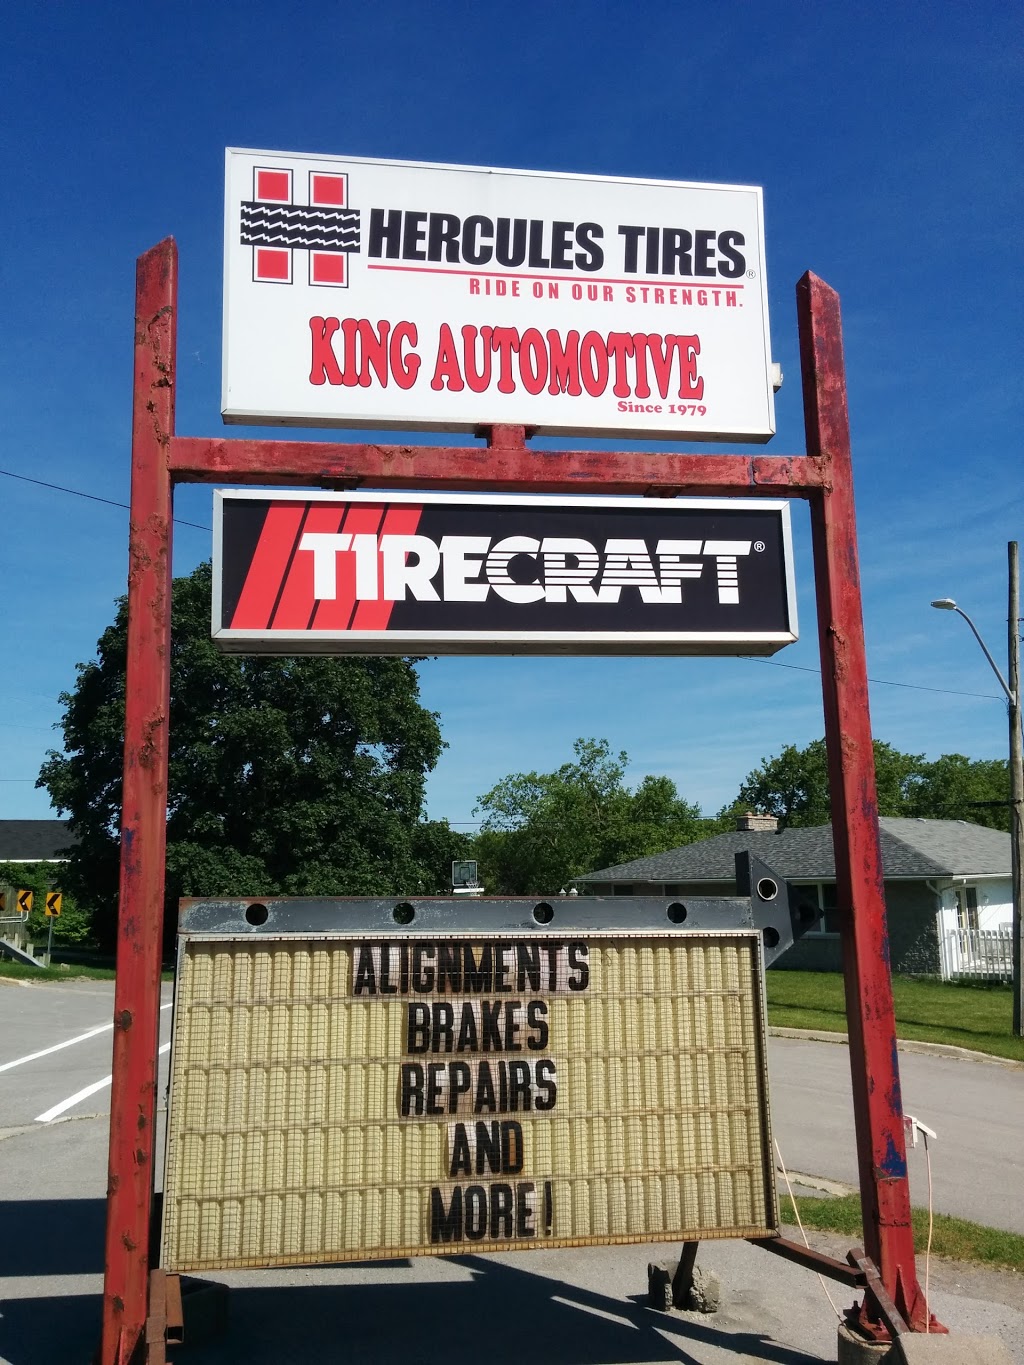 HERCULES TIRES®
RIDE ON OUR STRENGTH.
KING AUTOMOTIVE
Since 1979
TIRECRAFT®
ALIGNMENTS
BRAKES
REPAIRS
AND
MORE!